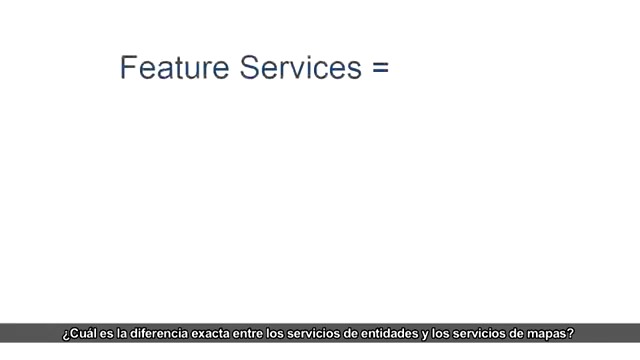 Feature Services =
¿Cuál es la diferencia exacta entre los servicios de entidades y los servicios de mapas?